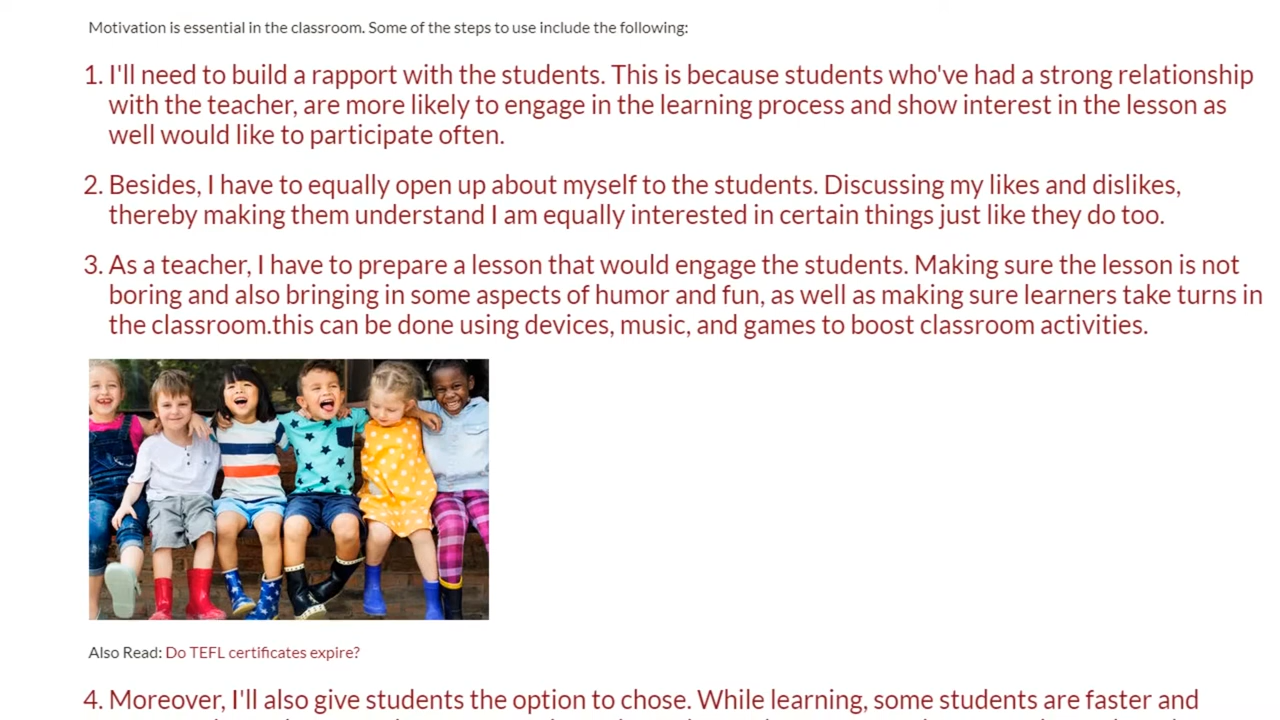 Motivation is essential in the classroom. Some of the steps to use include the following:
1. I'll need to build a rapport with the students. This is because students who've had a strong relationship
with the teacher, are more likely to engage in the learning process and show interest in the lesson as
well would like to participate often.
2. Besides, I have to equally open up about myself to the students. Discussing my likes and dislikes,
thereby making them understand I am equally interested in certain things just like they do too.
3. As a teacher, I have to prepare a lesson that would engage the students. Making sure the lesson is not
boring and also bringing in some aspects of humor and fun, as well as making sure learners take turns in
the classroom.this can be done using devices, music, and games to boost classroom activities.
Also Read: Do TEFL certificates expire?
4. Moreover, I'll also give students the option to chose. While learning, some students are faster and